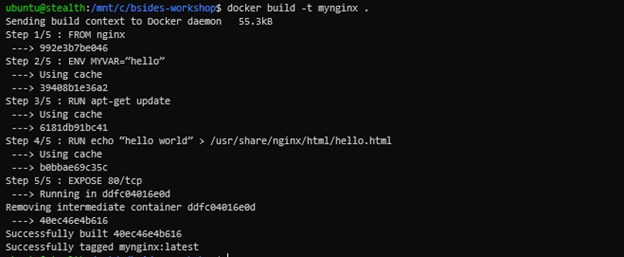 ubuntu@stealth:/mnt/c/bsides-workshop$ docker build -t mynginx .
Sending build context to Docker daemon   55.3kB
Step 1/5 : FROM nginx
 ---> 992e3b7be046
Step 2/5 : ENV MYVAR=”hello”
 ---> Using cache
 ---> 39408b1e36a2
Step 3/5 : RUN apt-get update
 ---> Using cache
 ---> 6181db91bc41
Step 4/5 : RUN echo “hello world” > /usr/share/nginx/html/hello.html
 ---> Using cache
 ---> b0bbae69c35c
Step 5/5 : EXPOSE 80/tcp
 ---> Running in ddfc04016e0d
Removing intermediate container ddfc04016e0d
 ---> 40ec46e4b616
Successfully built 40ec46e4b616
Successfully tagged mynginx:latest